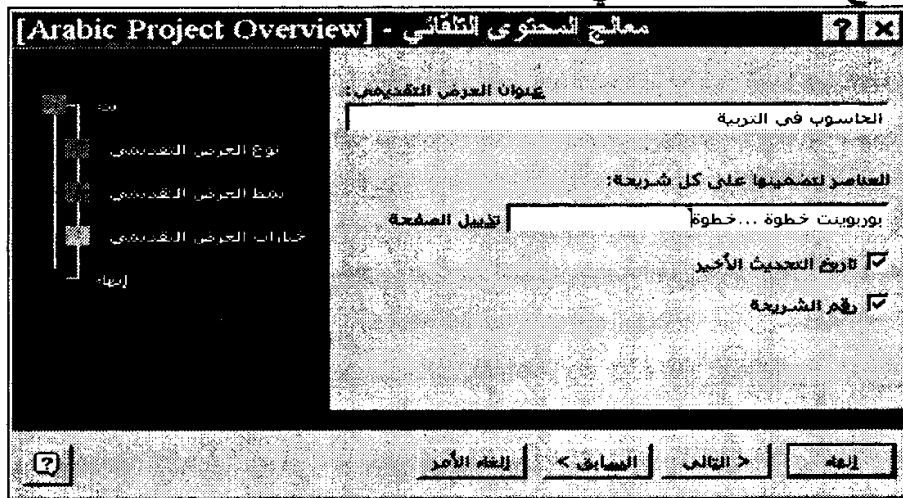 معالج المحتوى التلقائي - [Arabic Project Overview]
عنوان العرض التقديمي:
الحاسوب في التربية
العناصر لتضمينها على كل شريحة:
بوربوينت خطوة ...خطوة
تذييل الصفحة
تاريخ التحديث الأخير
رقم الشريحة
بدء
نوع العرض التقديمي
نمط العرض التقديمي
خيارات العرض التقديمي
إنهاء
إنهاء
التالي >
< السابق
إلغاء الأمر